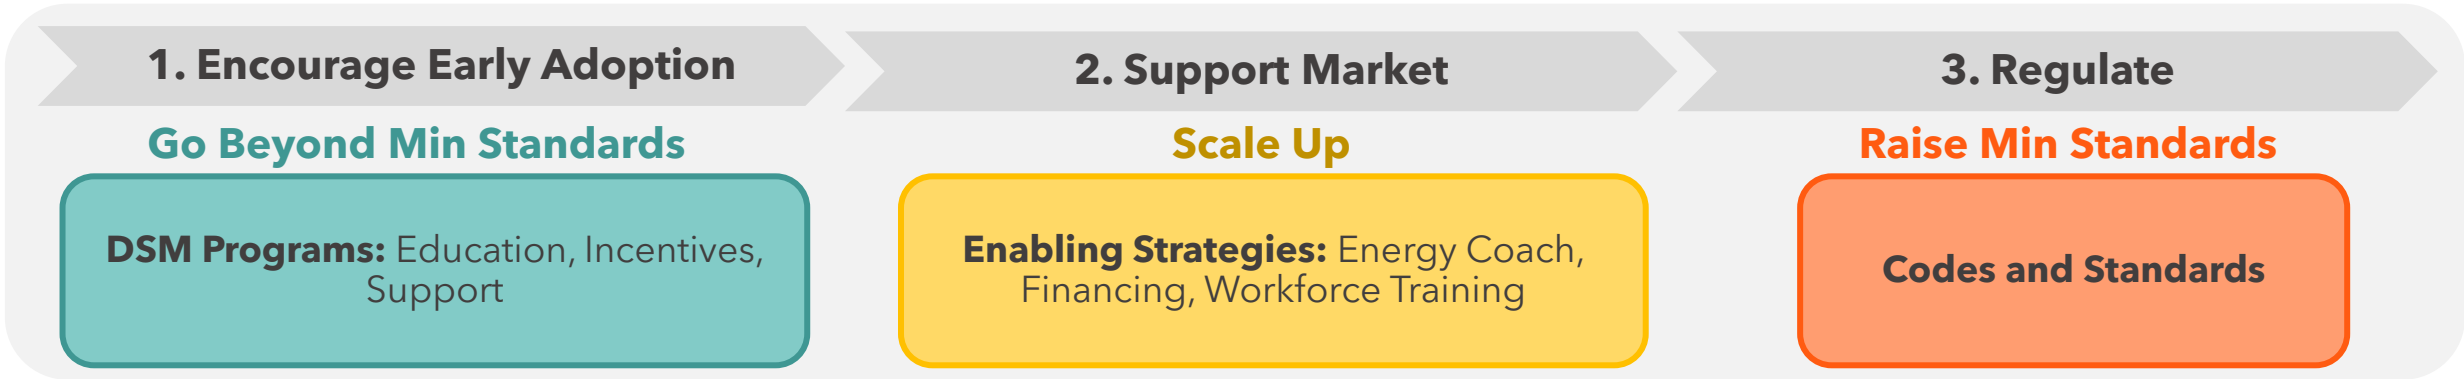 1. Encourage Early Adoption
Go Beyond Min Standards
DSM Programs: Education, Incentives,
Support
2. Support Market
Scale Up
Enabling Strategies: Energy Coach,
Financing, Workforce Training
3. Regulate
Raise Min Standards
Codes and Standards